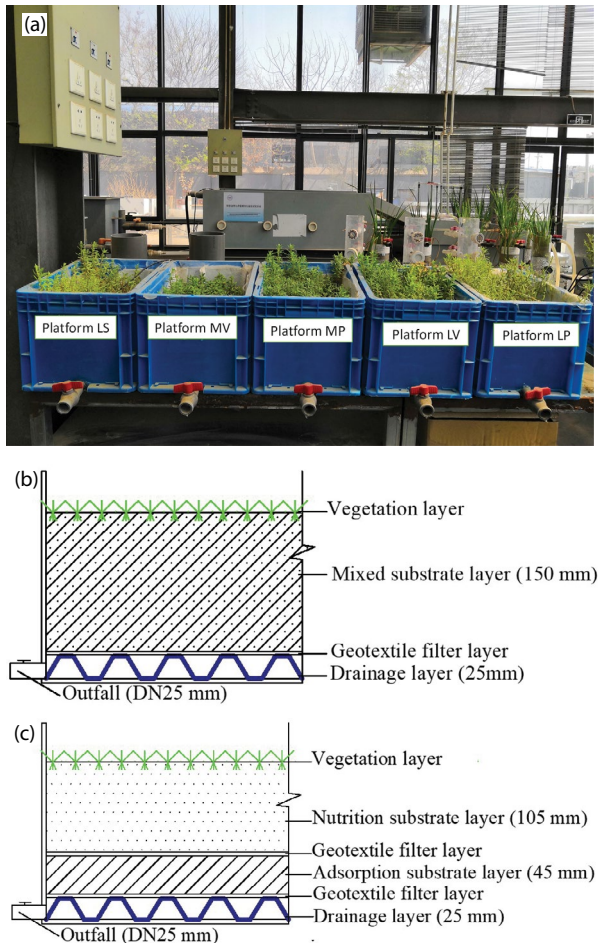 (a)
Platform LS
Platform MV
Platform MP
Platform LV
Platform LP
(b)
Vegetation layer
Mixed substrate layer (150 mm)
Geotextile filter layer
Drainage layer (25mm)
Outfall (DN25 mm)
(c)
Vegetation layer
Nutrition substrate layer (105 mm)
Geotextile filter layer
Adsorption substrate layer (45 mm)
Geotextile filter layer
Drainage layer (25 mm)
Outfall (DN25 mm)